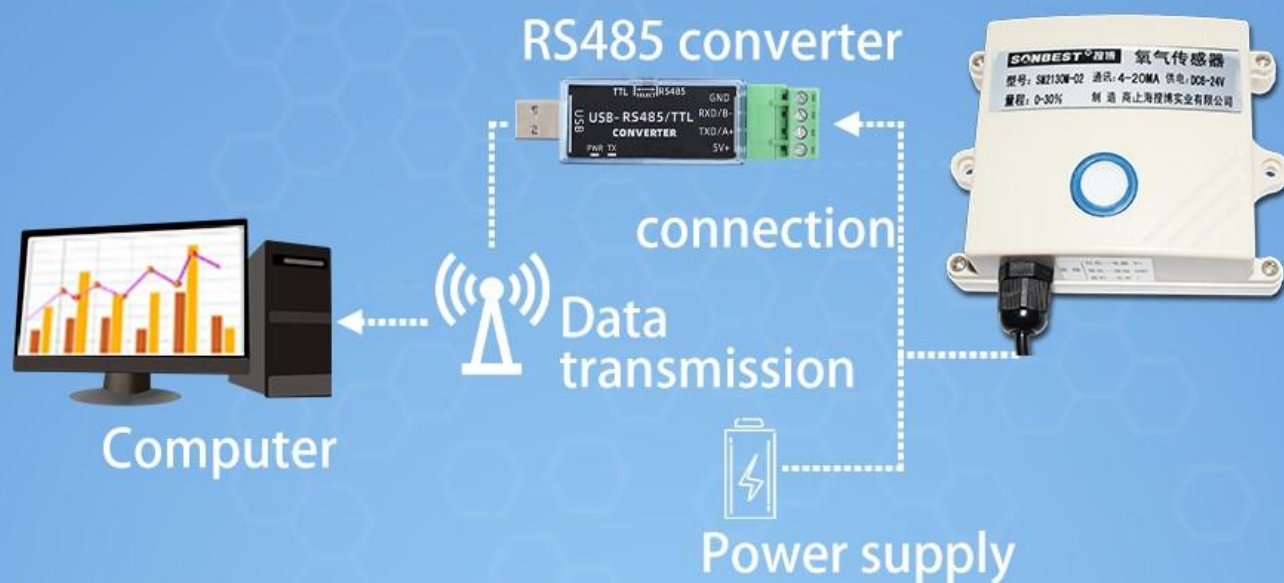 RS485 converter
TTL SELECT RS485
USB
USB-RS485/TTL
CONVERTER
PWR TX
GND
RXD/B-
TXD/A+
5V+
SONBEST 搜博 氧气传感器
型号: SM2130M-02 通讯: 4-20MA 供电: DC6-24V
量程: 0-30% 制 造 商上海搜博实业有限公司
connection
Data
transmission
Computer
Power supply